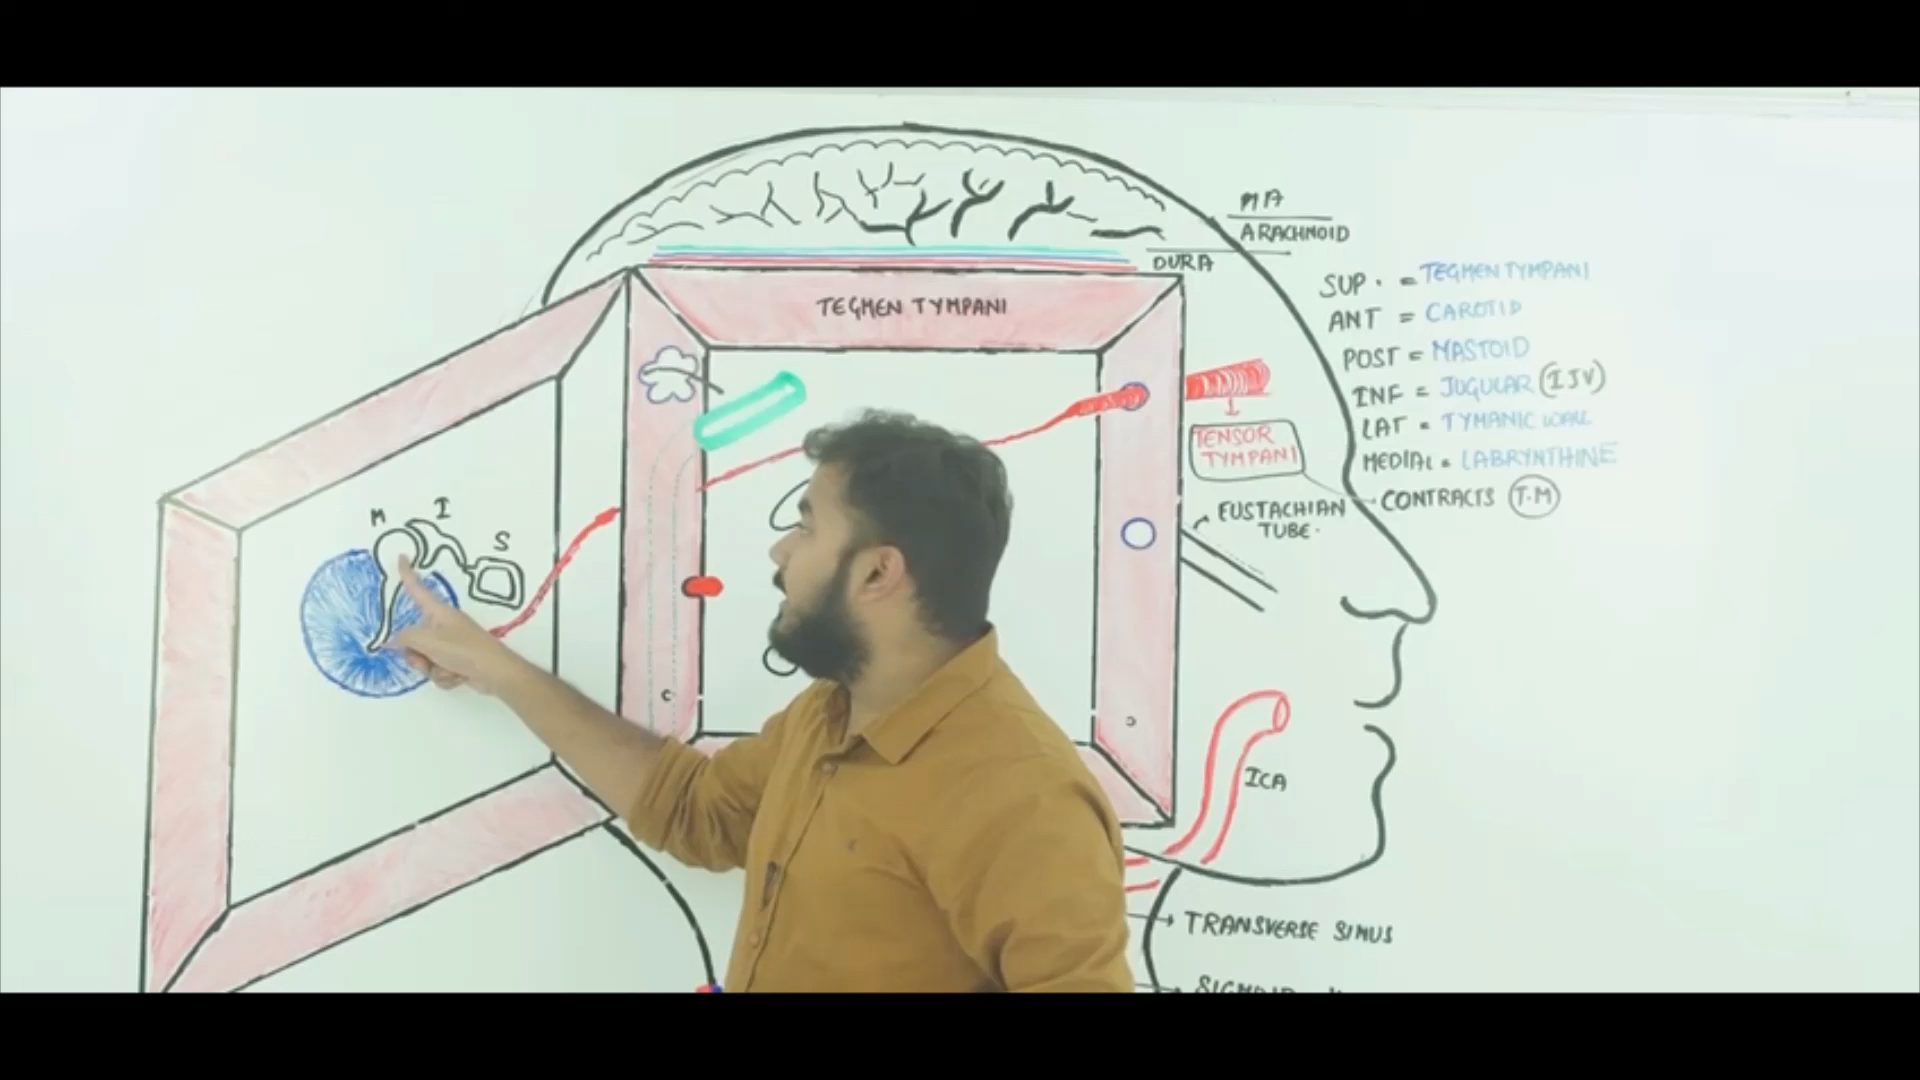 PIA
ARACHNOID
DURA
TEGMEN TYMPANI
SUP. = TEGMEN TYMPANI
ANT = CAROTID
POST = MASTOID
INF = JUGULAR (IJV)
LAT = TYMANIC WALL
MEDIAL = LABRYNTHINE
TENSOR
TYMPANI
CONTRACTS T.M
EUSTACHIAN
TUBE.
M
I
S
ICA
TRANSVERSE SINUS